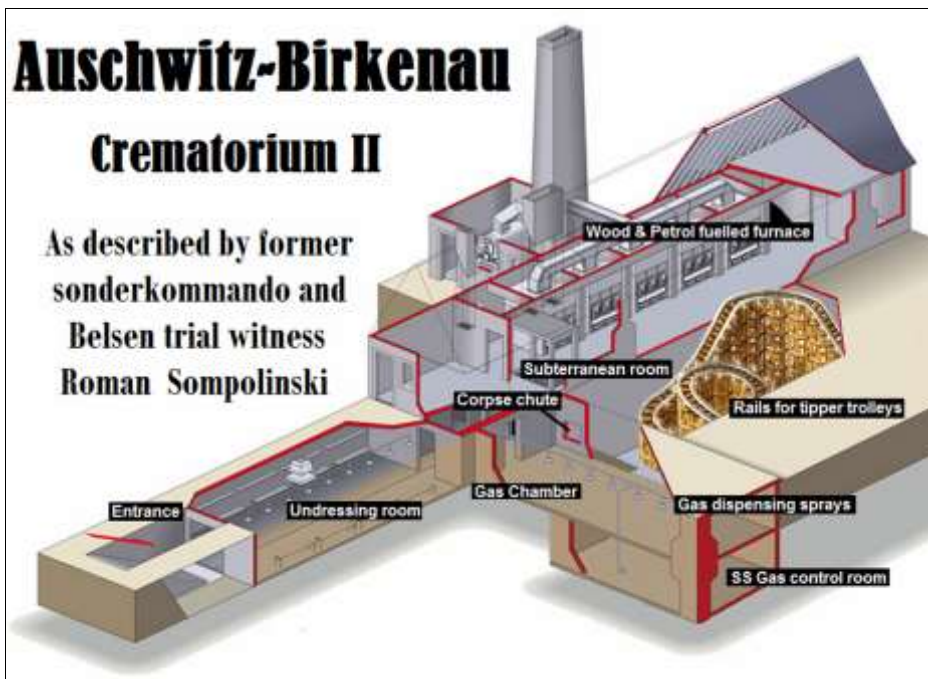 Auschwitz-Birkenau
Crematorium II
As described by former
sonderkommando and
Belsen trial witness
Roman Sompolinski
Wood & Petrol fuelled furnace
Subterranean room
Corpse chute
Rails for tipper trolleys
Gas Chamber
Gas dispensing sprays
Entrance
Undressing room
SS Gas control room